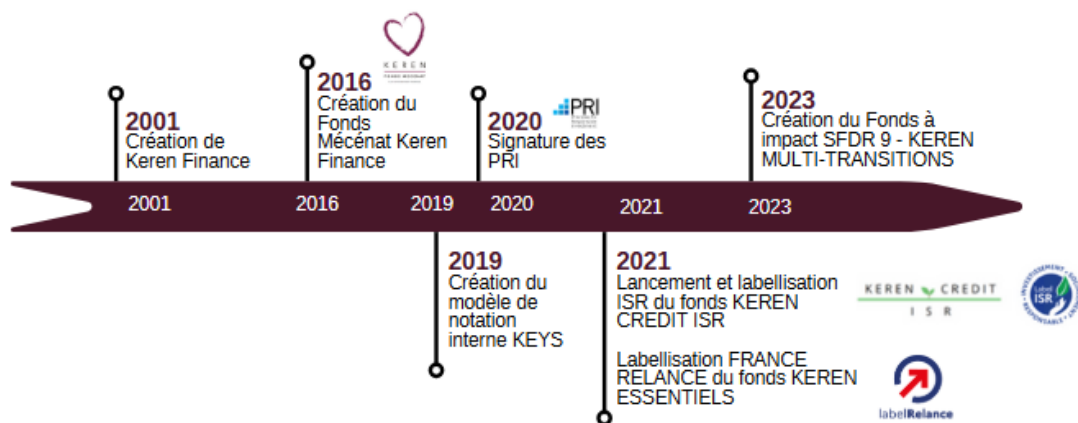 KEREN
2016
Création du
Fonds
Mécénat Keren
Finance
2001
Création de
Keren Finance
2020
Signature des
PRI
PRI
2023
Création du Fonds à
impact SFDR 9 - KEREN
MULTI-TRANSITIONS
2001
2016
2019
2020
2021
2023
2019
Création du
modèle de
notation
interne KEYS
2021
Lancement et labellisation
ISR du fonds KEREN
CREDIT ISR
KEREN CREDIT
I S R
Label
ISR
Labellisation FRANCE
RELANCE du fonds KEREN
ESSENTIELS
labelRelance